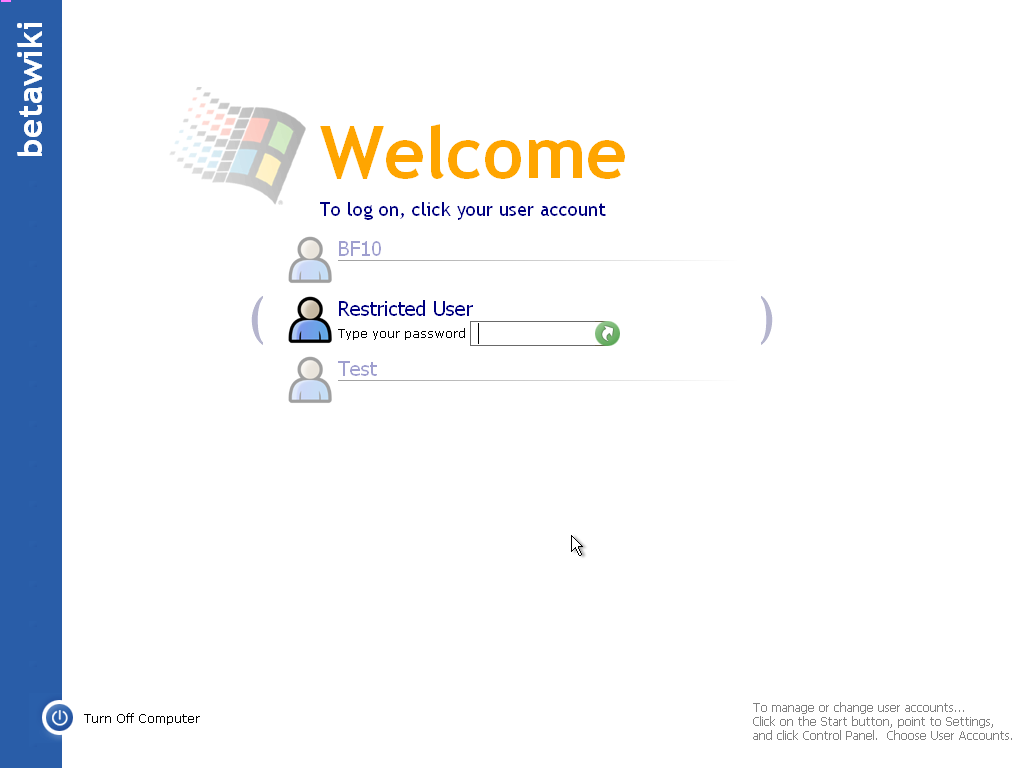 betawiki
Welcome
To log on, click your user account
BF10
Restricted User
Type your password
Test
Turn Off Computer
To manage or change user accounts...
Click on the Start button, point to Settings,
and click Control Panel.  Choose User Accounts.